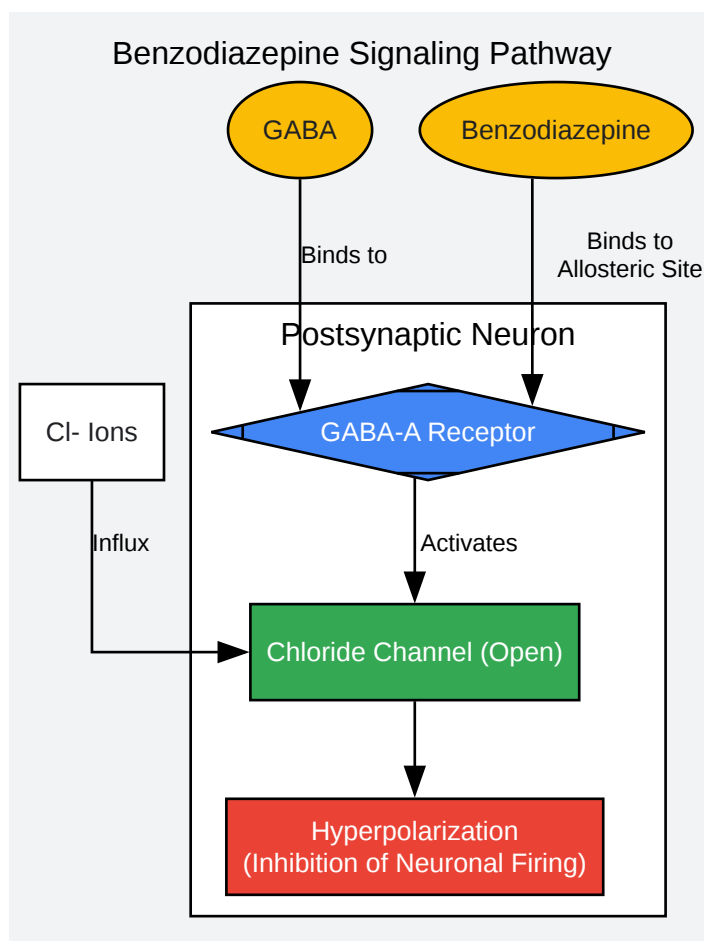 Benzodiazepine Signaling Pathway
GABA
Benzodiazepine
Binds to
Binds to
Allosteric Site
Postsynaptic Neuron
Cl- Ions
GABA-A Receptor
Influx
Activates
Chloride Channel (Open)
Hyperpolarization
(Inhibition of Neuronal Firing)